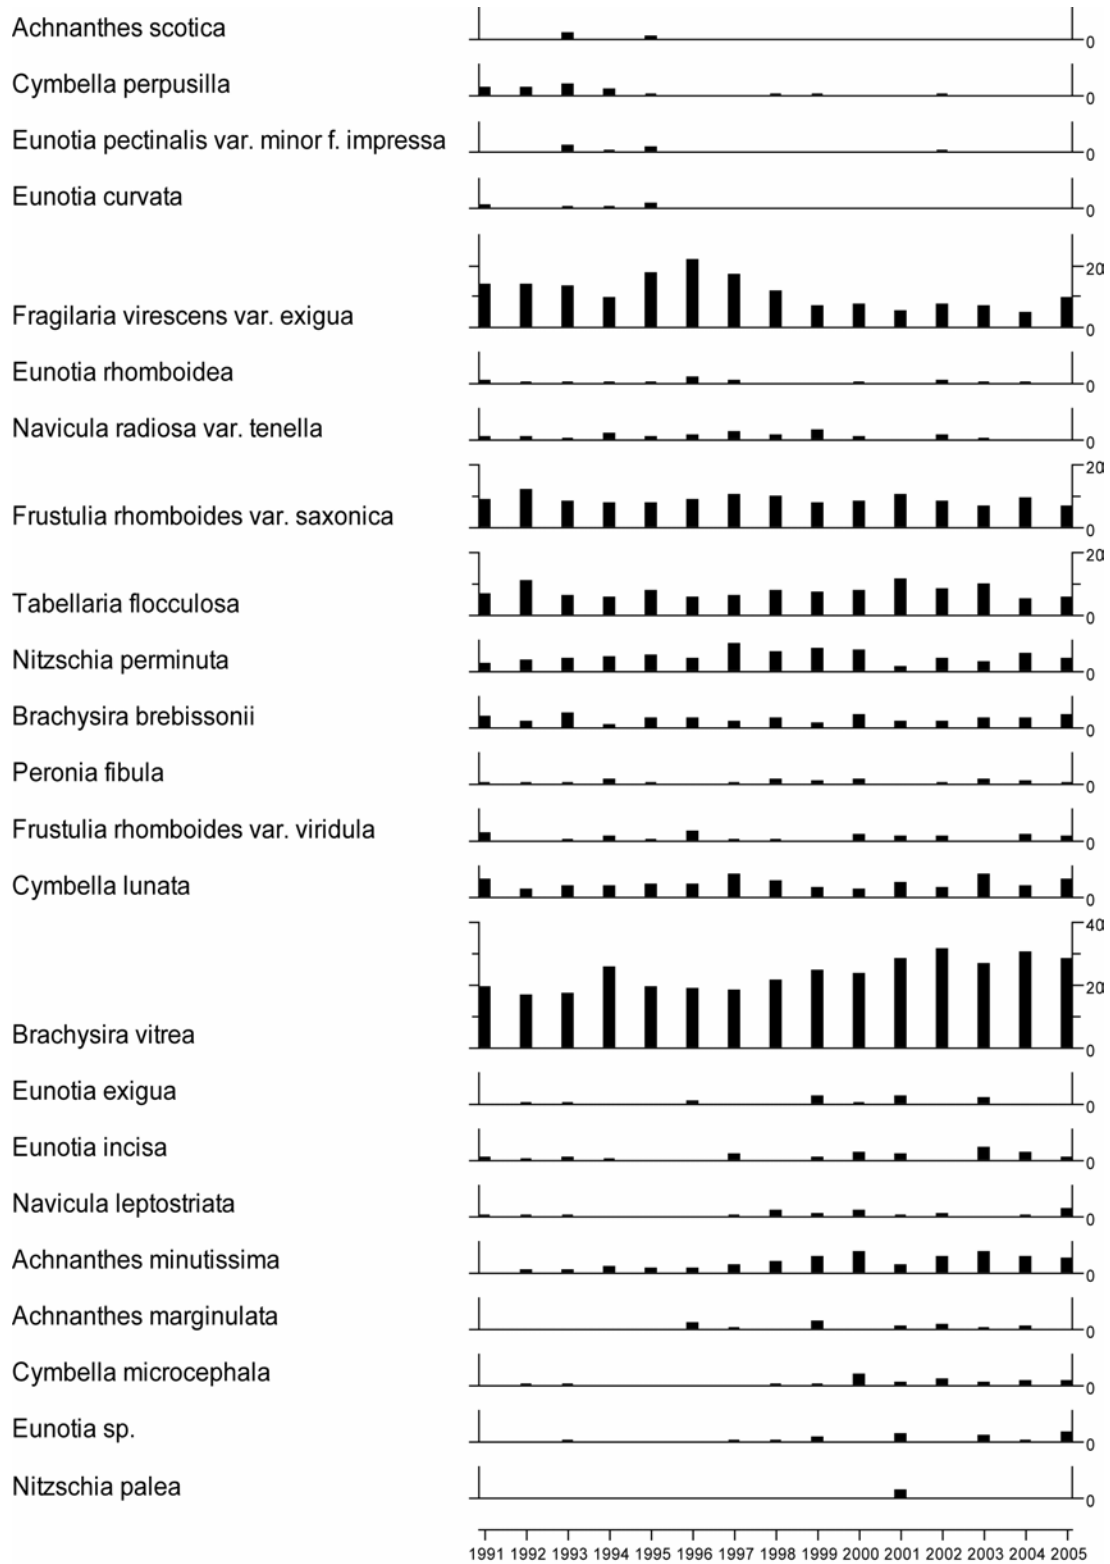 Achnanthes scotica 0
Cymbella perpusilla 0
Eunotia pectinalis var. minor f. impressa 0
Eunotia curvata 0
20
Fragilaria virescens var. exigua 0
Eunotia rhomboidea 0
Navicula radiosa var. tenella 0
20
Frustulia rhomboides var. saxonica 0
20
Tabellaria flocculosa 0
Nitzschia perminuta 0
Brachysira brebissonii 0
Peronia fibula 0
Frustulia rhomboides var. viridula 0
Cymbella lunata 0
40
20
Brachysira vitrea 0
Eunotia exigua 0
Eunotia incisa 0
Navicula leptostriata 0
Achnanthes minutissima 0
Achnanthes marginulata 0
Cymbella microcephala 0
Eunotia sp. 0
Nitzschia palea 0
1991 1992 1993 1994 1995 1996 1997 1998 1999 2000 2001 2002 2003 2004 2005